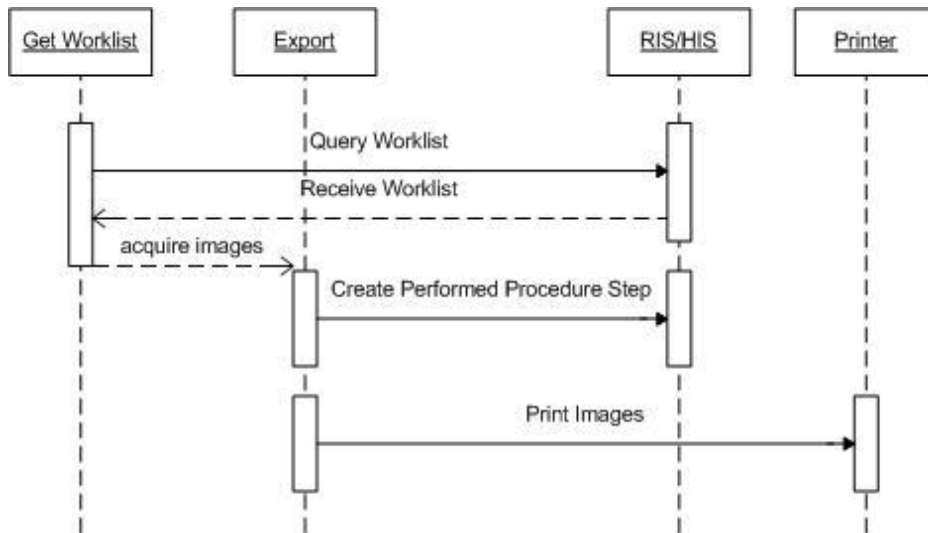 Get Worklist
Export
RIS/HIS
Printer
Query Worklist
Receive Worklist
acquire images
Create Performed Procedure Step
Print Images